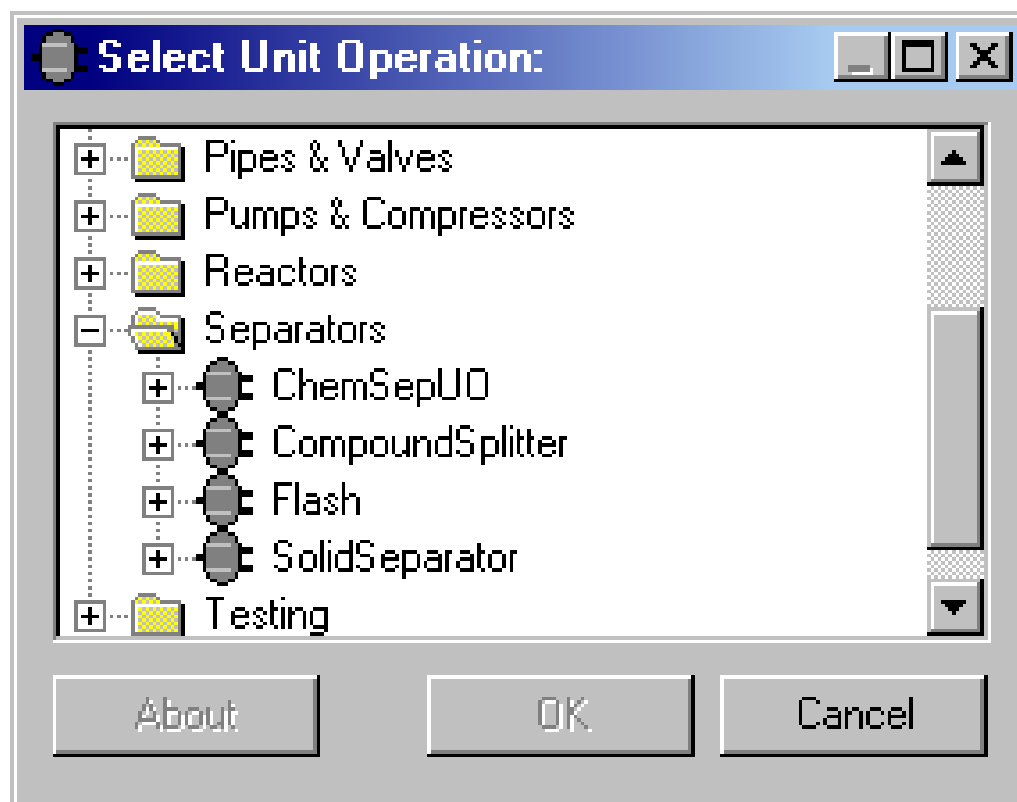 Select Unit Operation:
Pipes & Valves
Pumps & Compressors
Reactors
Separators
ChemSepUO
CompoundSplitter
Flash
SolidSeparator
Testing
About OK Cancel